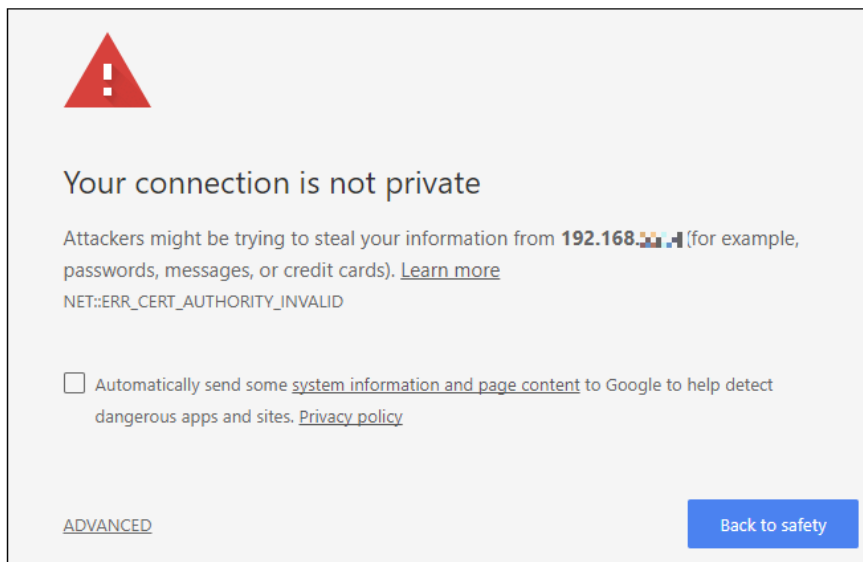 Your connection is not private
Attackers might be trying to steal your information from 192.168. (for example,
passwords, messages, or credit cards). Learn more
NET::ERR_CERT_AUTHORITY_INVALID
Automatically send some system information and page content to Google to help detect
dangerous apps and sites. Privacy policy
ADVANCED
Back to safety